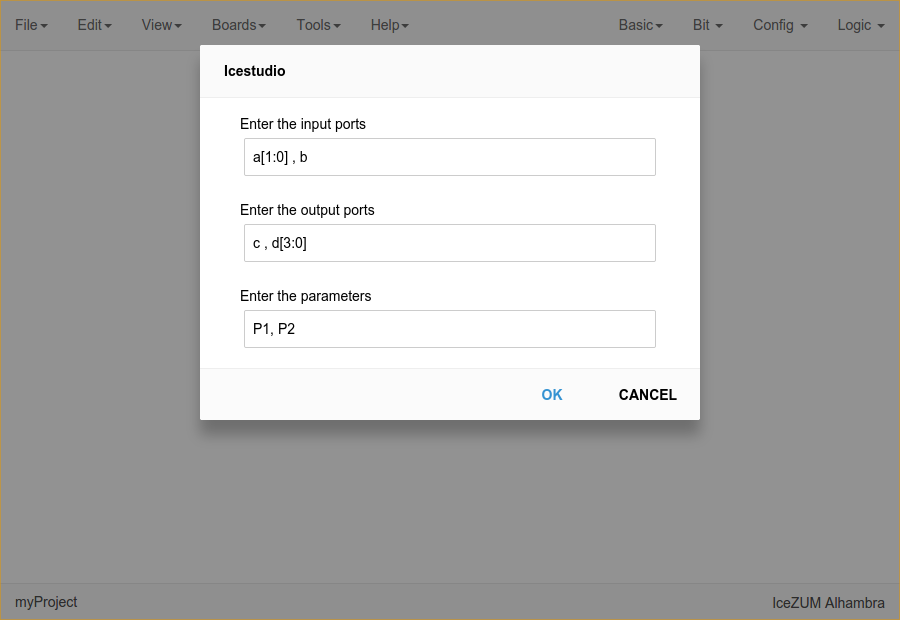 File Edit View Boards Tools Help Basic Bit Config Logic
Icestudio
Enter the input ports
a[1:0] , b
Enter the output ports
c , d[3:0]
Enter the parameters
P1, P2
OK CANCEL
myProject IceZUM Alhambra